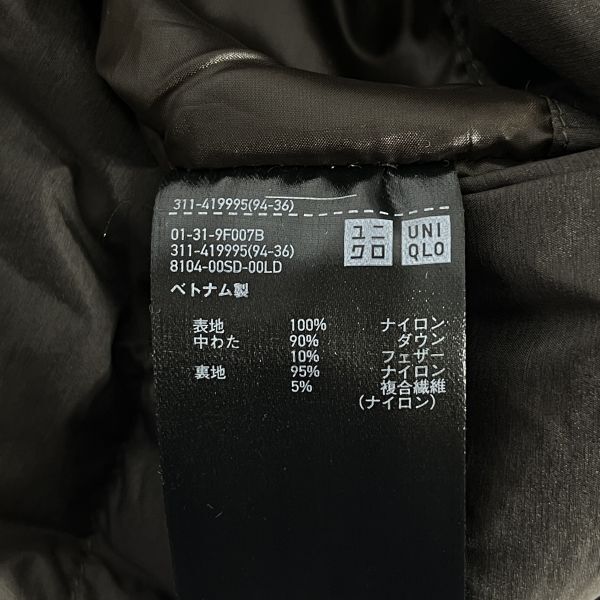 311-419995(94-36)
01-31-9F007B
311-419995(94-36)
8104-00SD-00LD
ベトナム製
ユニクロ
UNIQLO
表地 100% ナイロン
中わた 90% ダウン
10% フェザー
裏地 95% ナイロン
5% 複合繊維
(ナイロン)